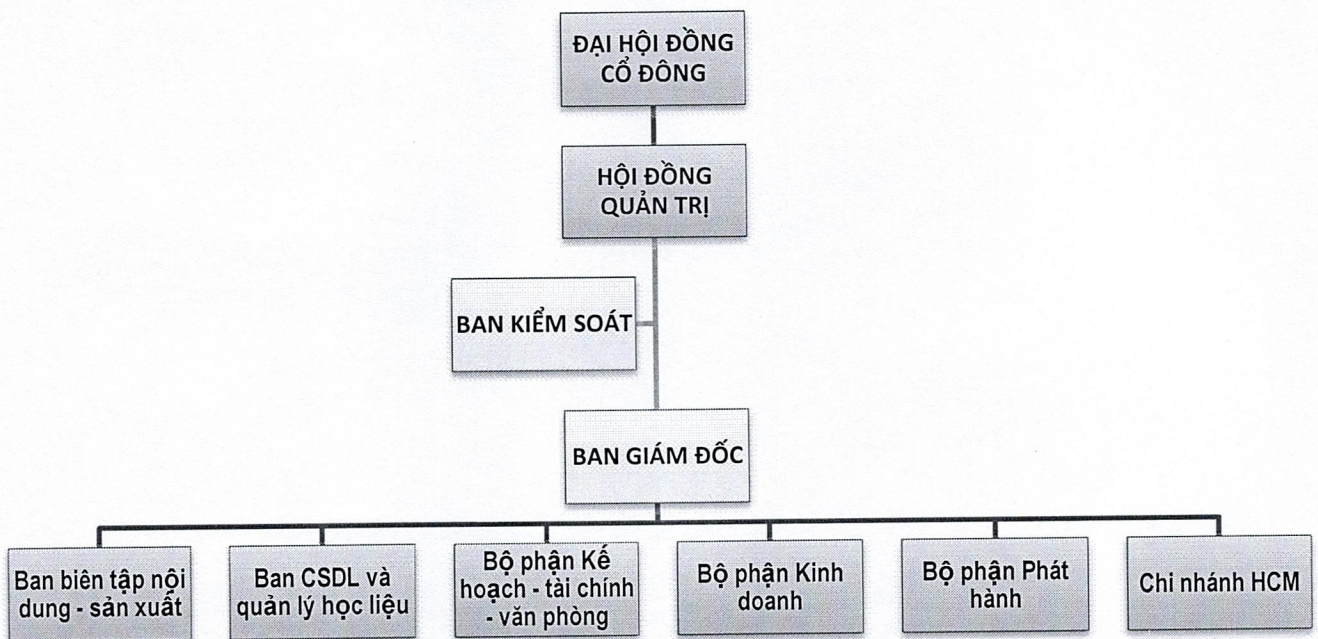 ĐẠI HỘI ĐỒNG
CỔ ĐÔNG
HỘI ĐỒNG
QUẢN TRỊ
BAN KIỂM SOÁT
BAN GIÁM ĐỐC
Ban biên tập nội
dung - sản xuất
Ban CSDL và
quản lý học liệu
Bộ phận Kế
hoạch - tài chính
- văn phòng
Bộ phận Kinh
doanh
Bộ phận Phát
hành
Chi nhánh HCM